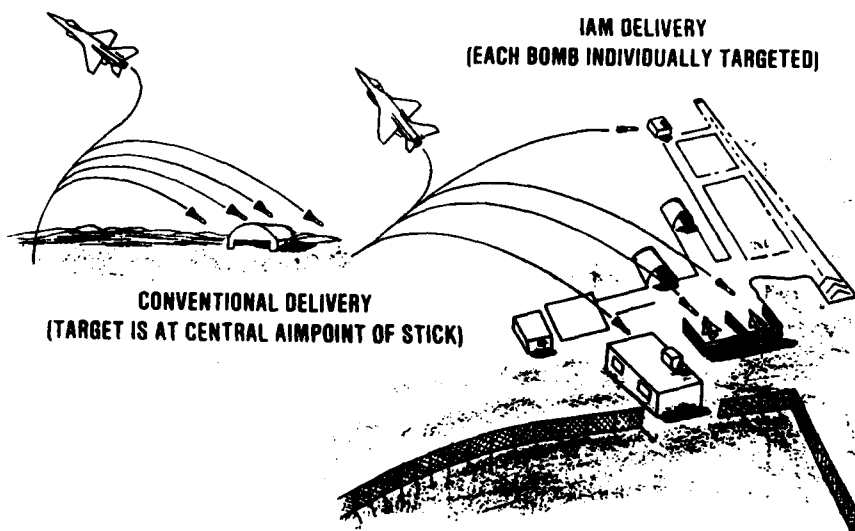 IAM DELIVERY
(EACH BOMB INDIVIDUALLY TARGETED)
CONVENTIONAL DELIVERY
(TARGET IS AT CENTRAL AIMPOINT OF STICK)